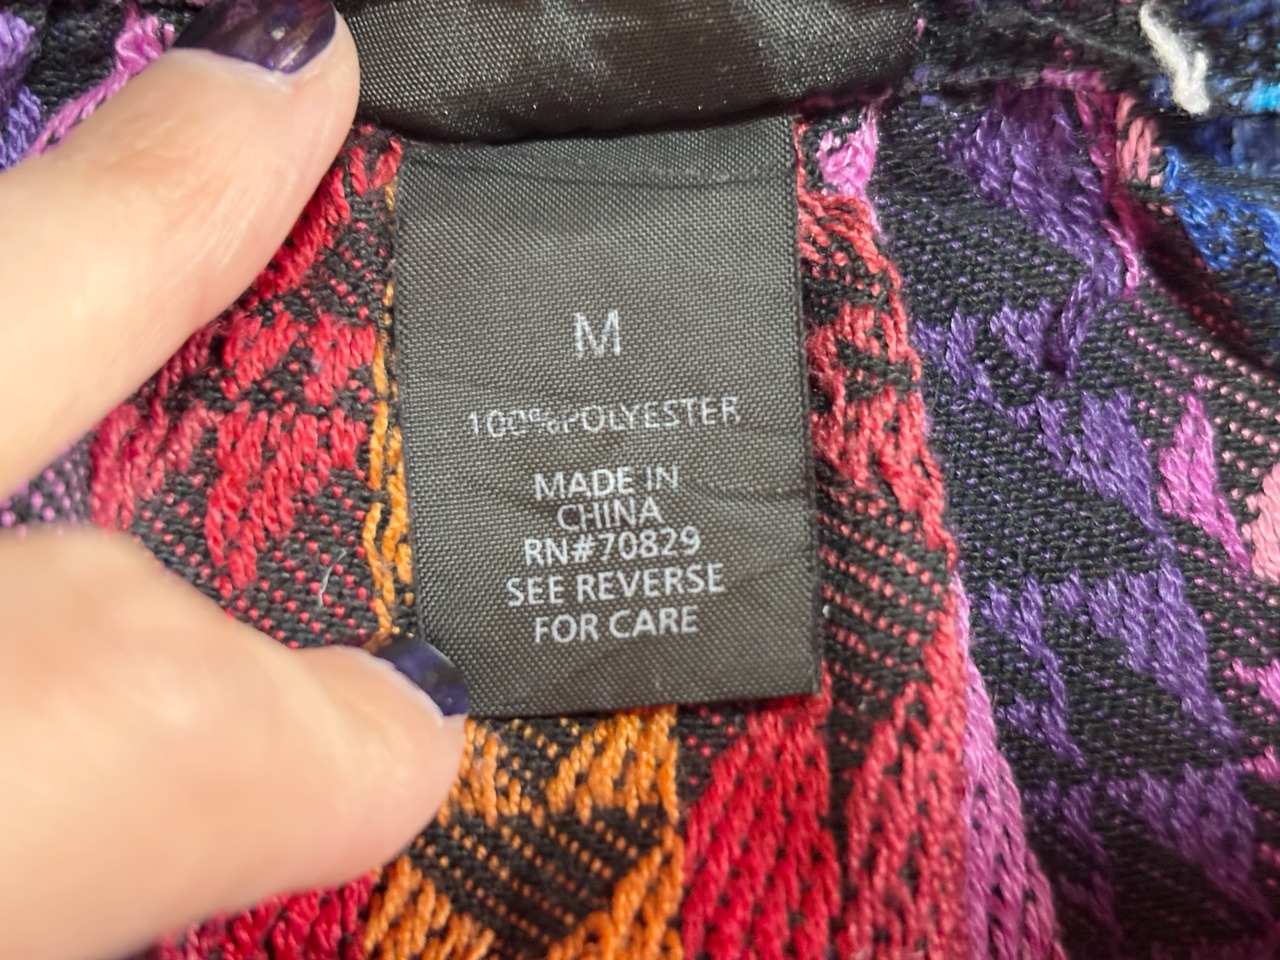 M
100%POLYESTER
MADE IN
CHINA
RN#70829
SEE REVERSE
FOR CARE